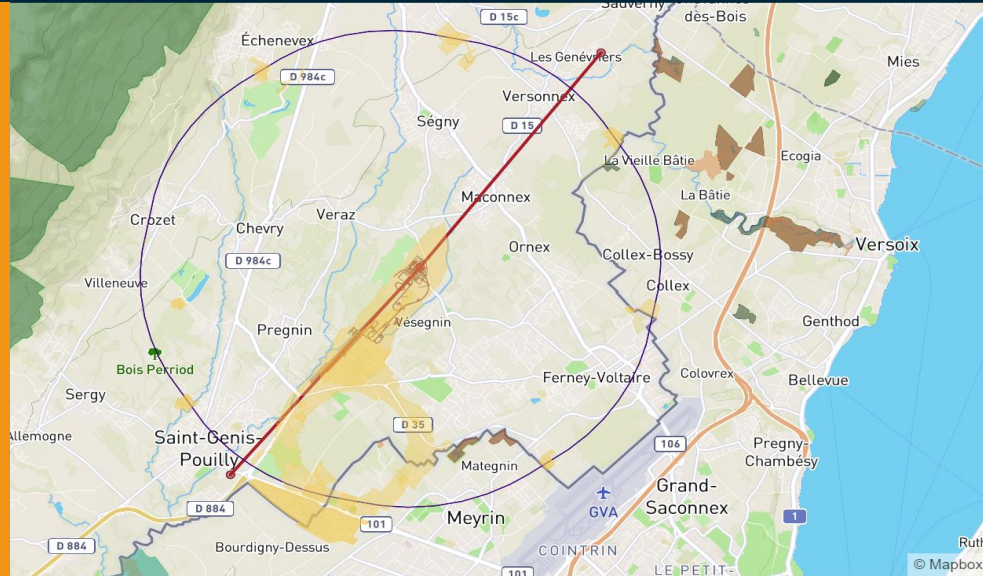 Sauverny
D 15c
dès-Bois
Échenevex
Les Genévriers
Mies
D 984c
Versonnex
Ségny
D 15
Ecogia
La Vieille Bâtie
La Bâtie
Maconnex
Veraz
Crozet
Chevry
Versoix
Ornex
Collex-Bossy
D 984c
Villeneuve
Collex
Vésegnin
Genthod
Pregnin
Bois Perriod
Ferney-Voltaire
Colovrex
Bellevue
Sergy
D 35
Allemogne
Saint-Genis-
Pouilly
106
Pregny-
Chambésy
Mategnin
Grand-
Saconnex
GVA
D 884
Meyrin
1
101
D 884
Bourdigny-Dessus
COINTRIN
101
LE PETIT-
© Mapbox